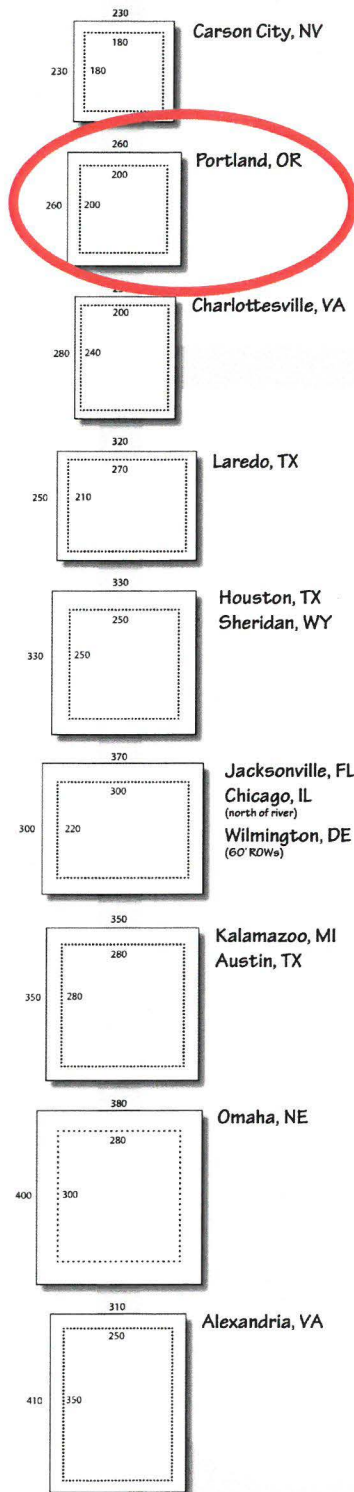 230
Carson City, NV
180
230
180
260
Portland, OR
200
260
200
Charlottesville, VA
200
280
240
320
Laredo, TX
270
250
210
330
Houston, TX
250
Sheridan, WY
330
250
370
Jacksonville, FL
300
Chicago, IL
(north of river)
300
220
Wilmington, DE
(60' ROWs)
350
Kalamazoo, MI
280
Austin, TX
350
280
380
Omaha, NE
280
400
300
310
Alexandria, VA
250
410
350